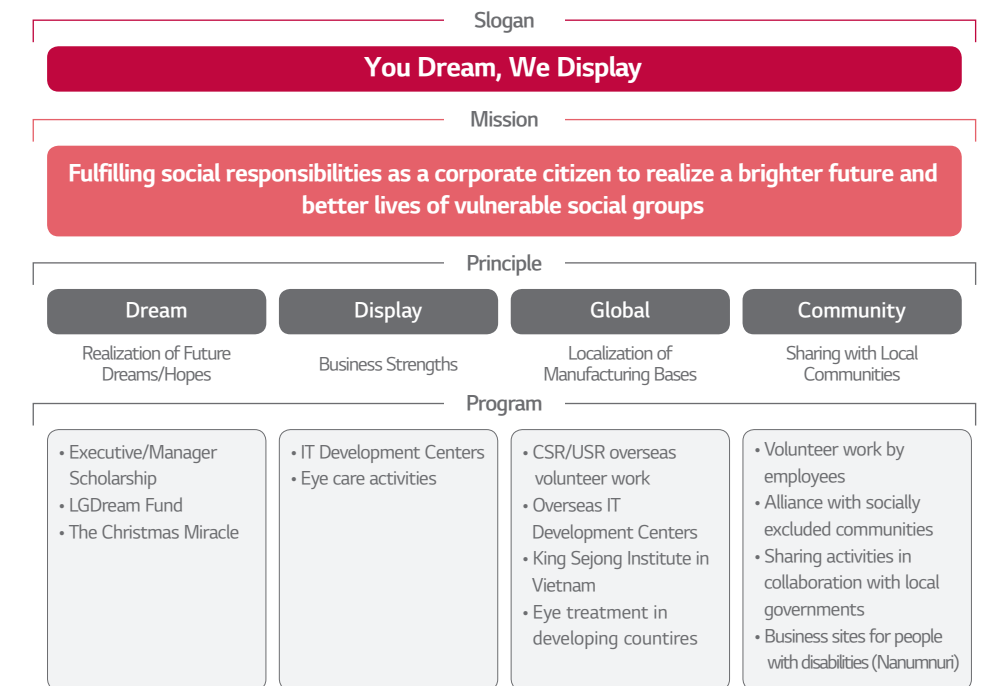 Slogan
You Dream, We Display
Mission
Fulfilling social responsibilities as a corporate citizen to realize a brighter future and
better lives of vulnerable social groups
Principle
Dream
Realization of Future
Dreams/Hopes
Display
Business Strengths
Global
Localization of
Manufacturing Bases
Community
Sharing with Local
Communities
Program
• Executive/Manager
Scholarship
• LGDream Fund
• The Christmas Miracle
• IT Development Centers
• Eye care activities
• CSR/USR overseas
volunteer work
• Overseas IT
Development Centers
• King Sejong Institute in
Vietnam
• Eye treatment in
developing countires
• Volunteer work by
employees
• Alliance with socially
excluded communities
• Sharing activities in
collaboration with local
governments
• Business sites for people
with disabilities (Nanumnuri)